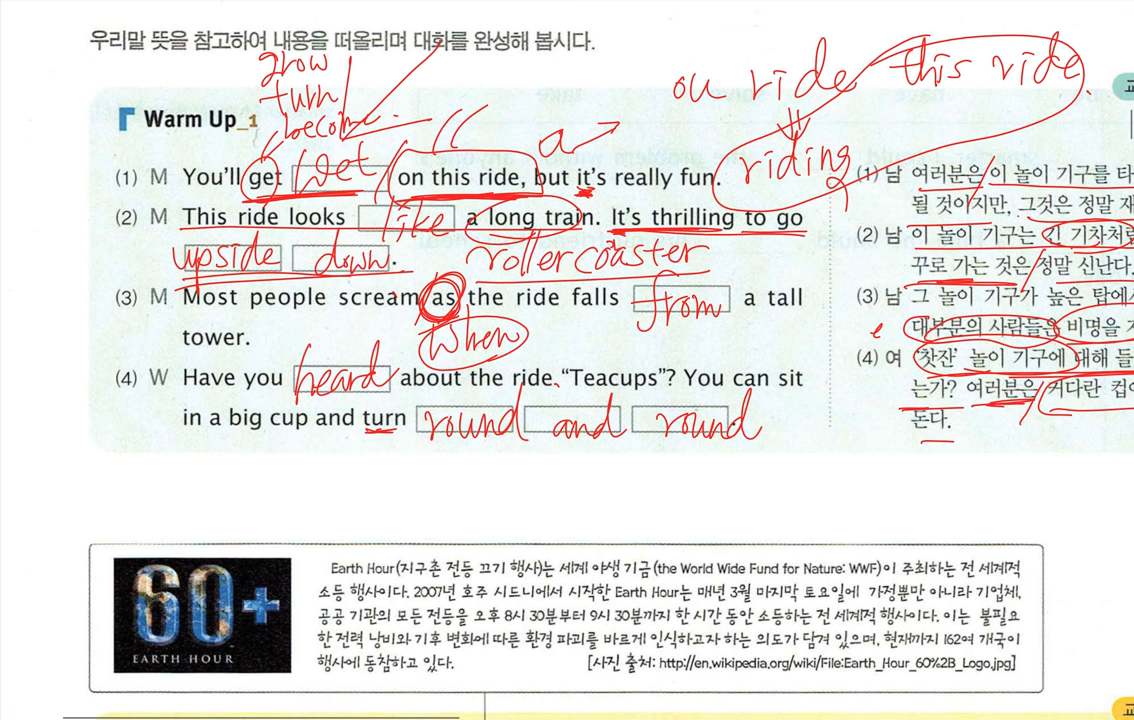 우리말 뜻을 참고하여 내용을 떠올리며 대화를 완성해 봅시다.
grow
turn
become
ou ride this ride
riding
Warm Up_1
(1) M You'll get wet on this ride, but it's really fun.
(2) M This ride looks like a long train. It's thrilling to go
upside down. rollercoaster
(3) M Most people scream as the ride falls from a tall
tower. when
(4) W Have you heard about the ride, "Teacups"? You can sit
in a big cup and turn round and round.
(1) 남 여러분은 이 놀이 기구를 타
될 것이지만, 그것은 정말 재
(2) 남 이 놀이 기구는 긴 기차처럼
꾸로 가는 것은 정말 신난다.
(3) 남 그 놀이 기구가 높은 탑에서
대부분의 사람들은 비명을 지
(4) 여 '찻잔' 놀이 기구에 대해 들
는가? 여러분은 커다란 컵에
돈다.
60+
EARTH HOUR
Earth Hour(지구촌 전등 끄기 행사)는 세계 야생 기금(the World Wide Fund for Nature: WWF)이 주최하는 전 세계적
소등 행사이다. 2007년 호주 시드니에서 시작한 Earth Hour는 매년 3월 마지막 토요일에 가정뿐만 아니라 기업체,
공공 기관의 모든 전등을 오후 8시 30분부터 9시 30분까지 한 시간 동안 소등하는 전 세계적 행사이다. 이는 불필요
한 전력 낭비와 기후 변화에 따른 환경 파괴를 바르게 인식하고자 하는 의도가 담겨 있으며, 현재까지 162여 개국이
행사에 동참하고 있다. [사진 출처: http://en.wikipedia.org/wiki/File:Earth_Hour_60%2B_Logo.jpg]